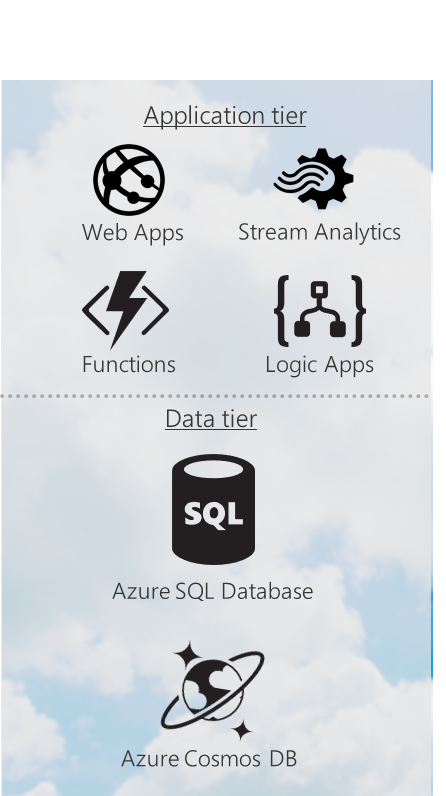 Application tier
Web Apps
Stream Analytics
Functions
Logic Apps
Data tier
SQL
Azure SQL Database
Azure Cosmos DB